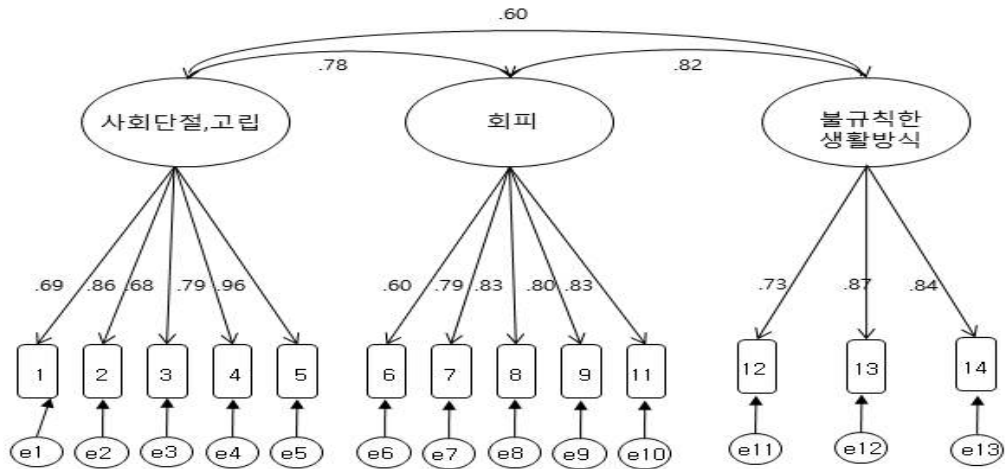 .60
.78 .82
사회단절,고립 회피 불규칙한
생활방식
.69 .86 .68 .79 .96 .60 .79 .83 .80 .83 .73 .87 .84
1 2 3 4 5 6 7 8 9 11 12 13 14
e1 e2 e3 e4 e5 e6 e7 e8 e9 e10 e11 e12 e13